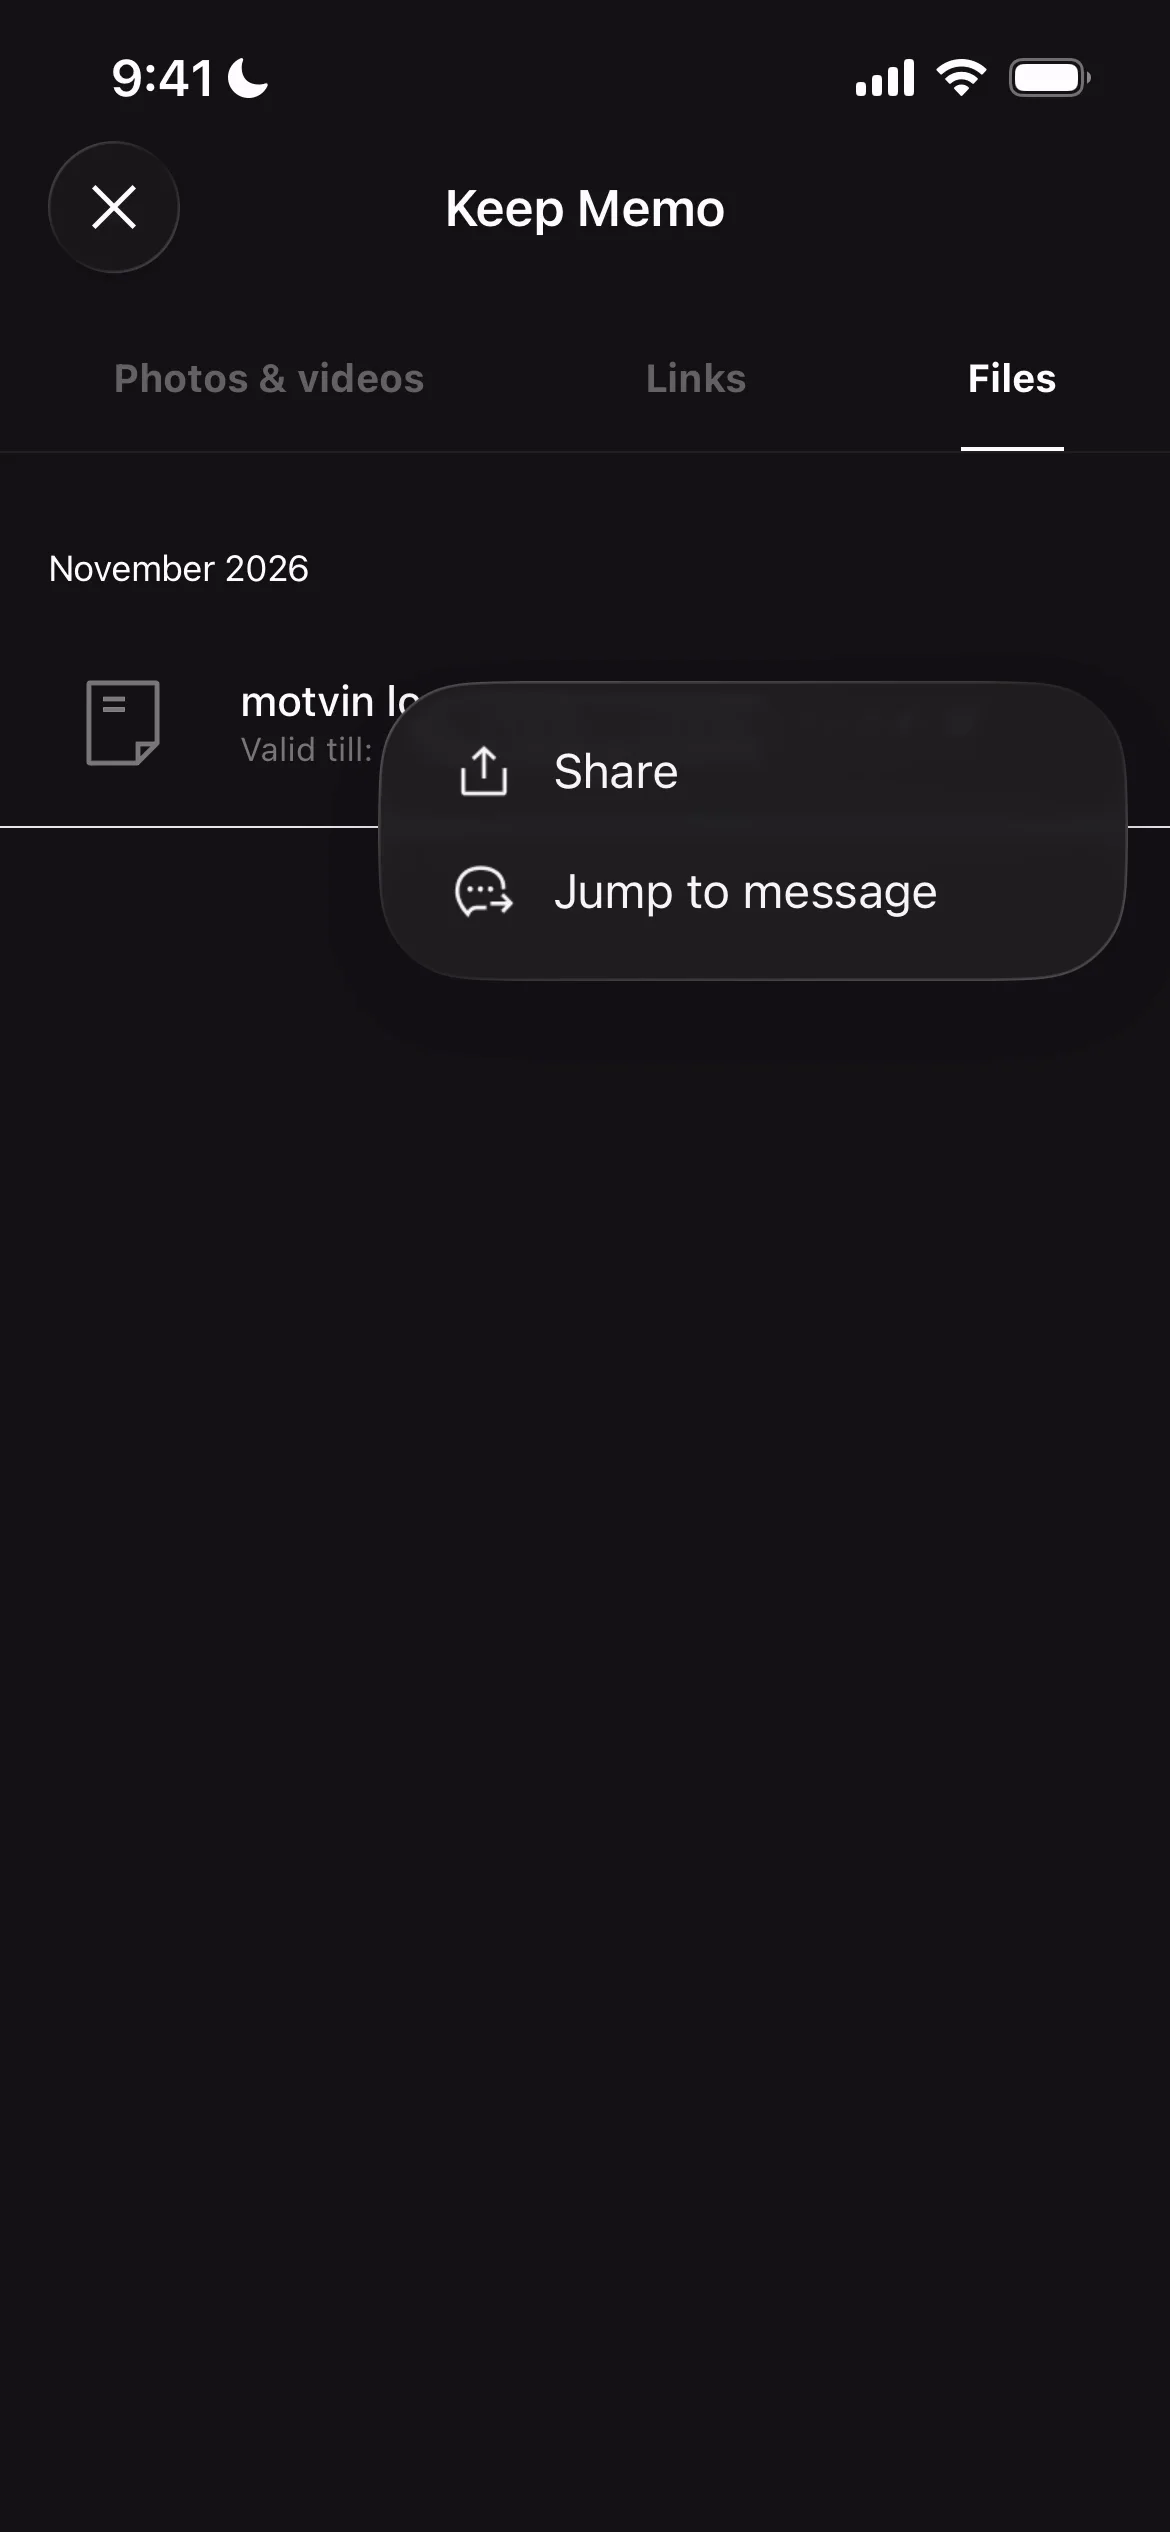 9:41
Keep Memo
Photos & videos
Links
Files
November 2026
motvin
Valid till:
Share
Jump to message